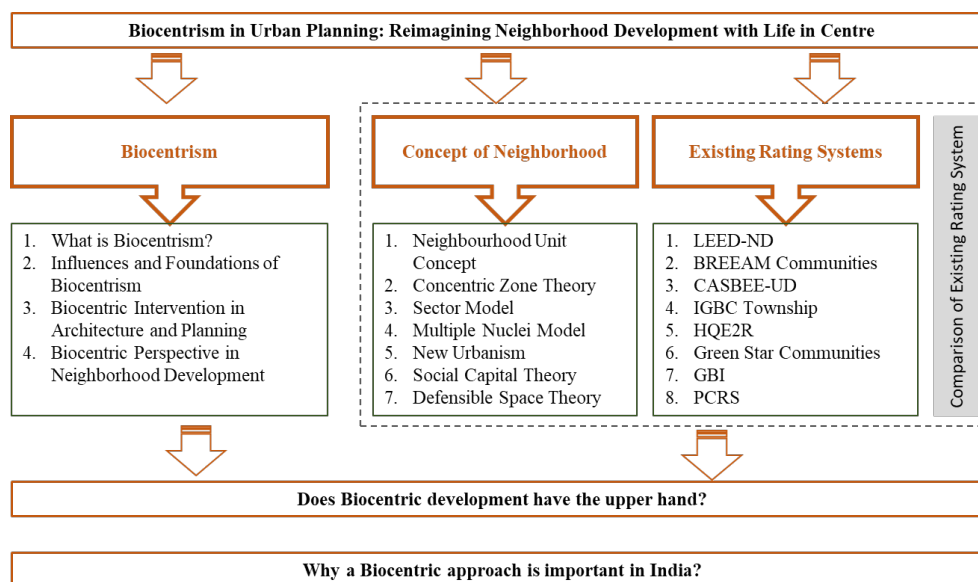 Biocentrism in Urban Planning: Reimagining Neighborhood Development with Life in Centre
Biocentrism
1. What is Biocentrism?
2. Influences and Foundations of
Biocentrism
3. Biocentric Intervention in
Architecture and Planning
4. Biocentric Perspective in
Neighborhood Development
Concept of Neighborhood
1. Neighbourhood Unit
Concept
2. Concentric Zone Theory
3. Sector Model
4. Multiple Nuclei Model
5. New Urbanism
6. Social Capital Theory
7. Defensible Space Theory
Existing Rating Systems
1. LEED-ND
2. BREEAM Communities
3. CASBEE-UD
4. IGBC Township
5. HQE2R
6. Green Star Communities
7. GBI
8. PCRS
Comparison of Existing Rating System
Does Biocentric development have the upper hand?
Why a Biocentric approach is important in India?